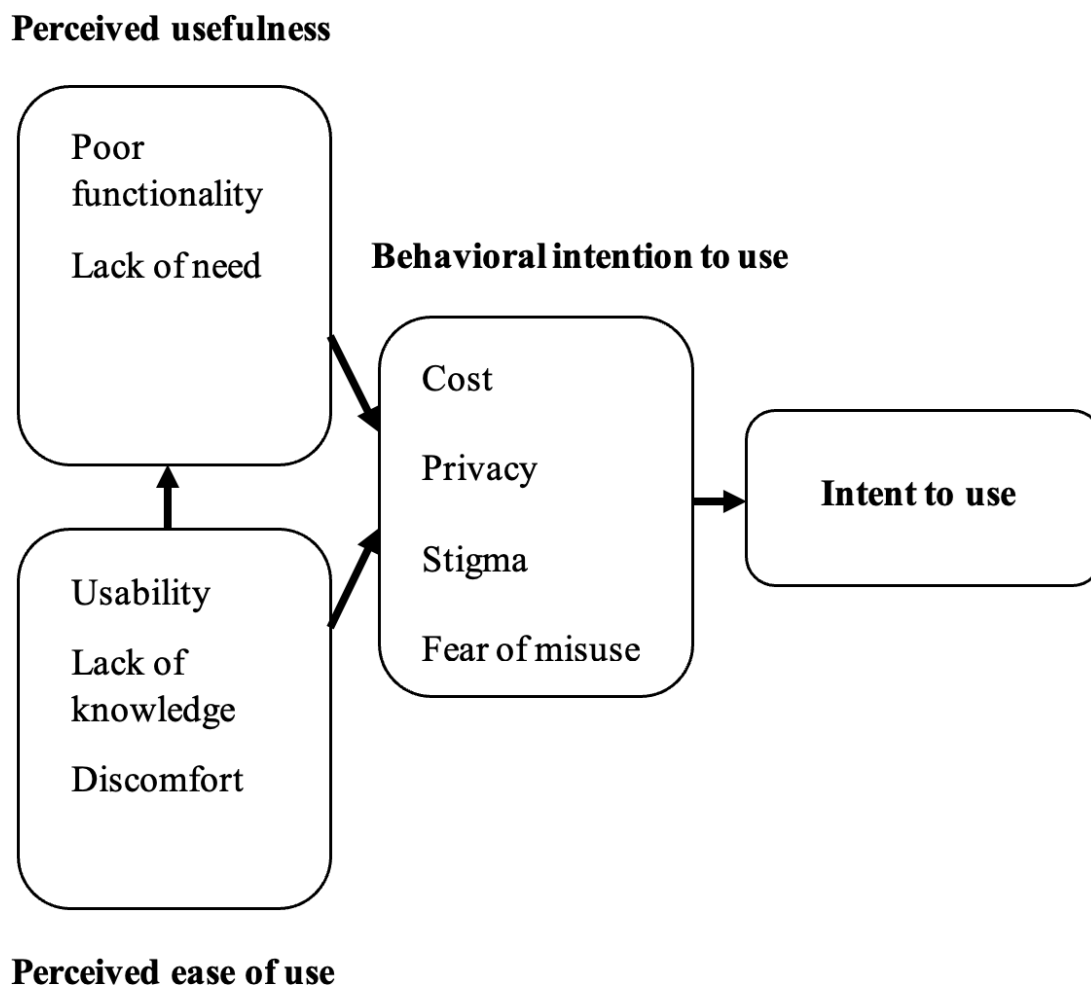 Perceived usefulness
Poor
functionality
Lack of need
Behavioral intention to use
Cost
Privacy
Stigma
Fear of misuse
Intent to use
Usability
Lack of
knowledge
Discomfort
Perceived ease of use